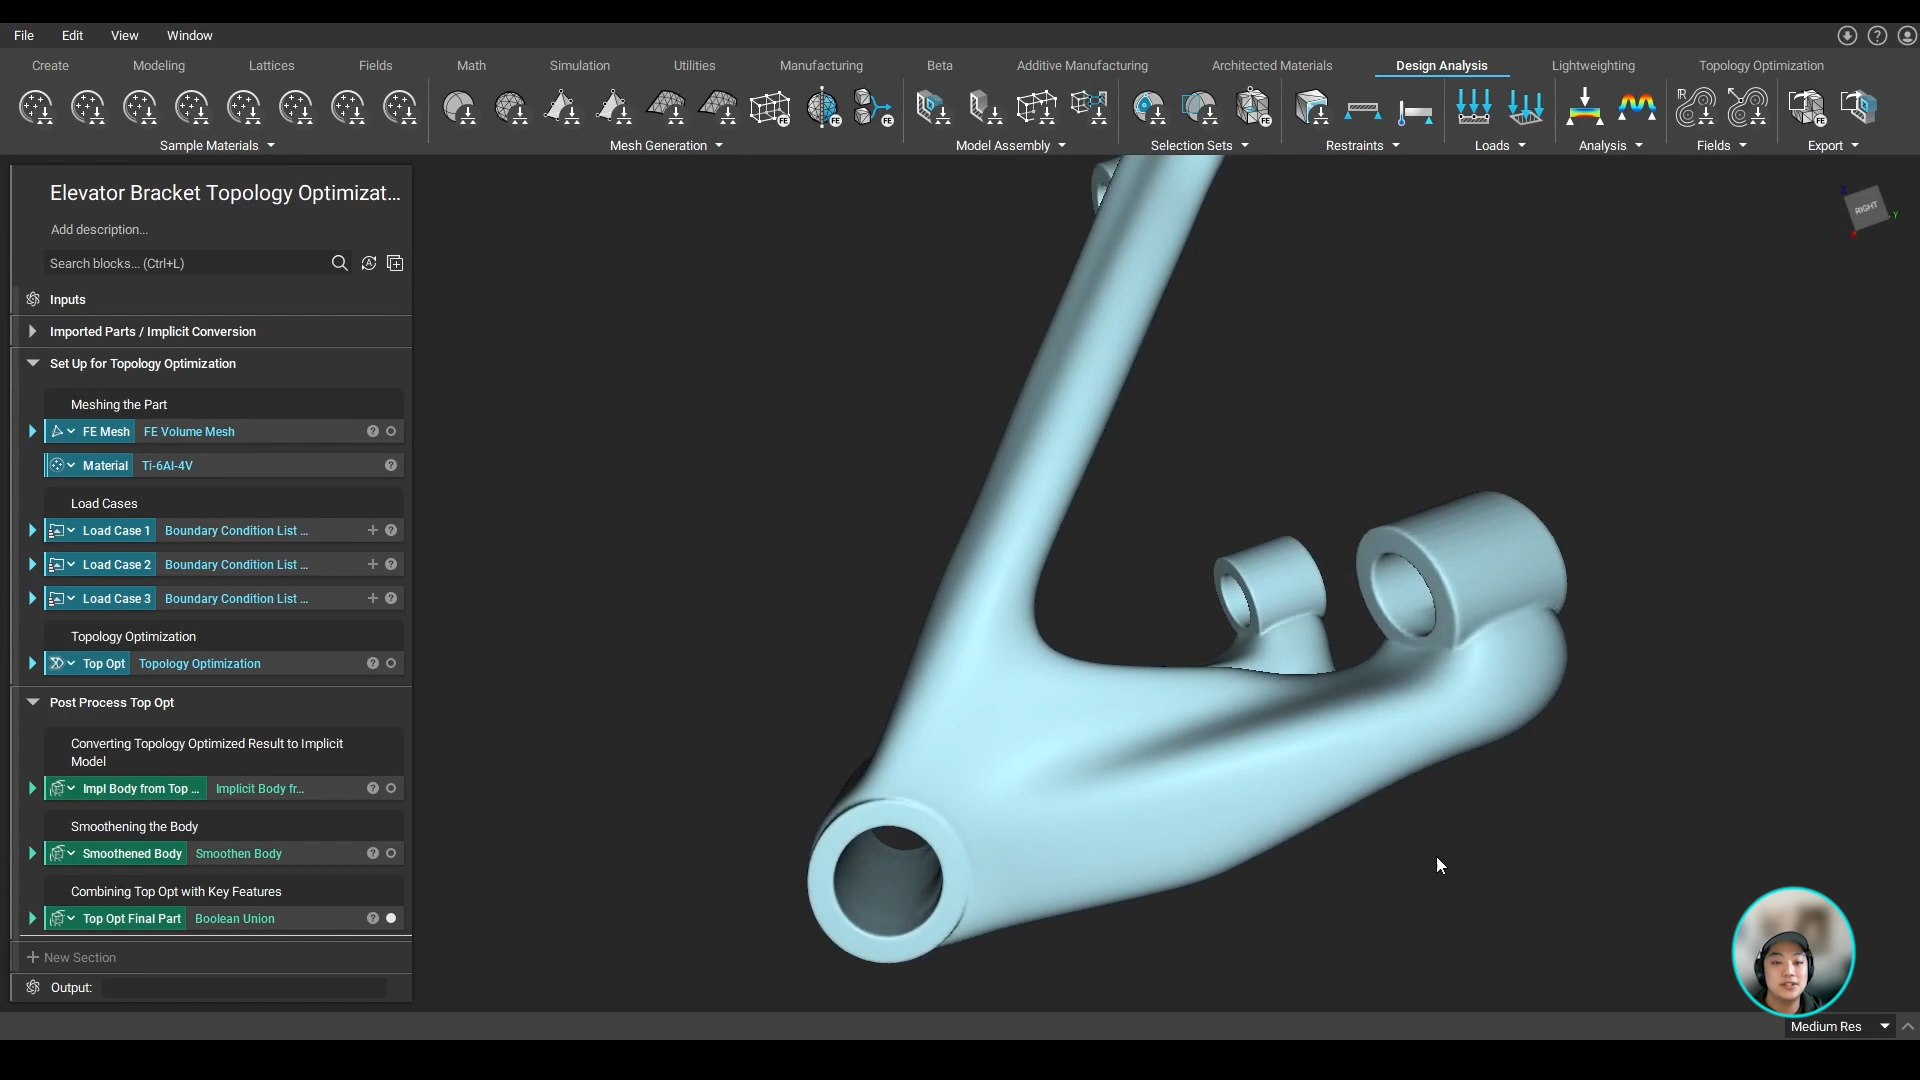 File Edit View Window
Create Modeling Lattices Fields Math Simulation Utilities Manufacturing Beta Additive Manufacturing Architected Materials Design Analysis Lightweighting Topology Optimization
FE FE FE FE FE
Sample Materials Mesh Generation Model Assembly Selection Sets Restraints Loads Analysis Fields Export
Elevator Bracket Topology Optimizat...
Add description...
Search blocks... (Ctrl+L)
Inputs
Imported Parts / Implicit Conversion
Set Up for Topology Optimization
Meshing the Part
FE Mesh FE Volume Mesh
Material Ti-6Al-4V
Load Cases
Load Case 1 Boundary Condition List ...
Load Case 2 Boundary Condition List ...
Load Case 3 Boundary Condition List ...
Topology Optimization
Top Opt Topology Optimization
Post Process Top Opt
Converting Topology Optimized Result to Implicit
Model
Impl Body from Top ... Implicit Body fr...
Smoothening the Body
Smoothened Body Smoothen Body
Combining Top Opt with Key Features
Top Opt Final Part Boolean Union
New Section
Output:
Z
RIGHT
Y
Medium Res